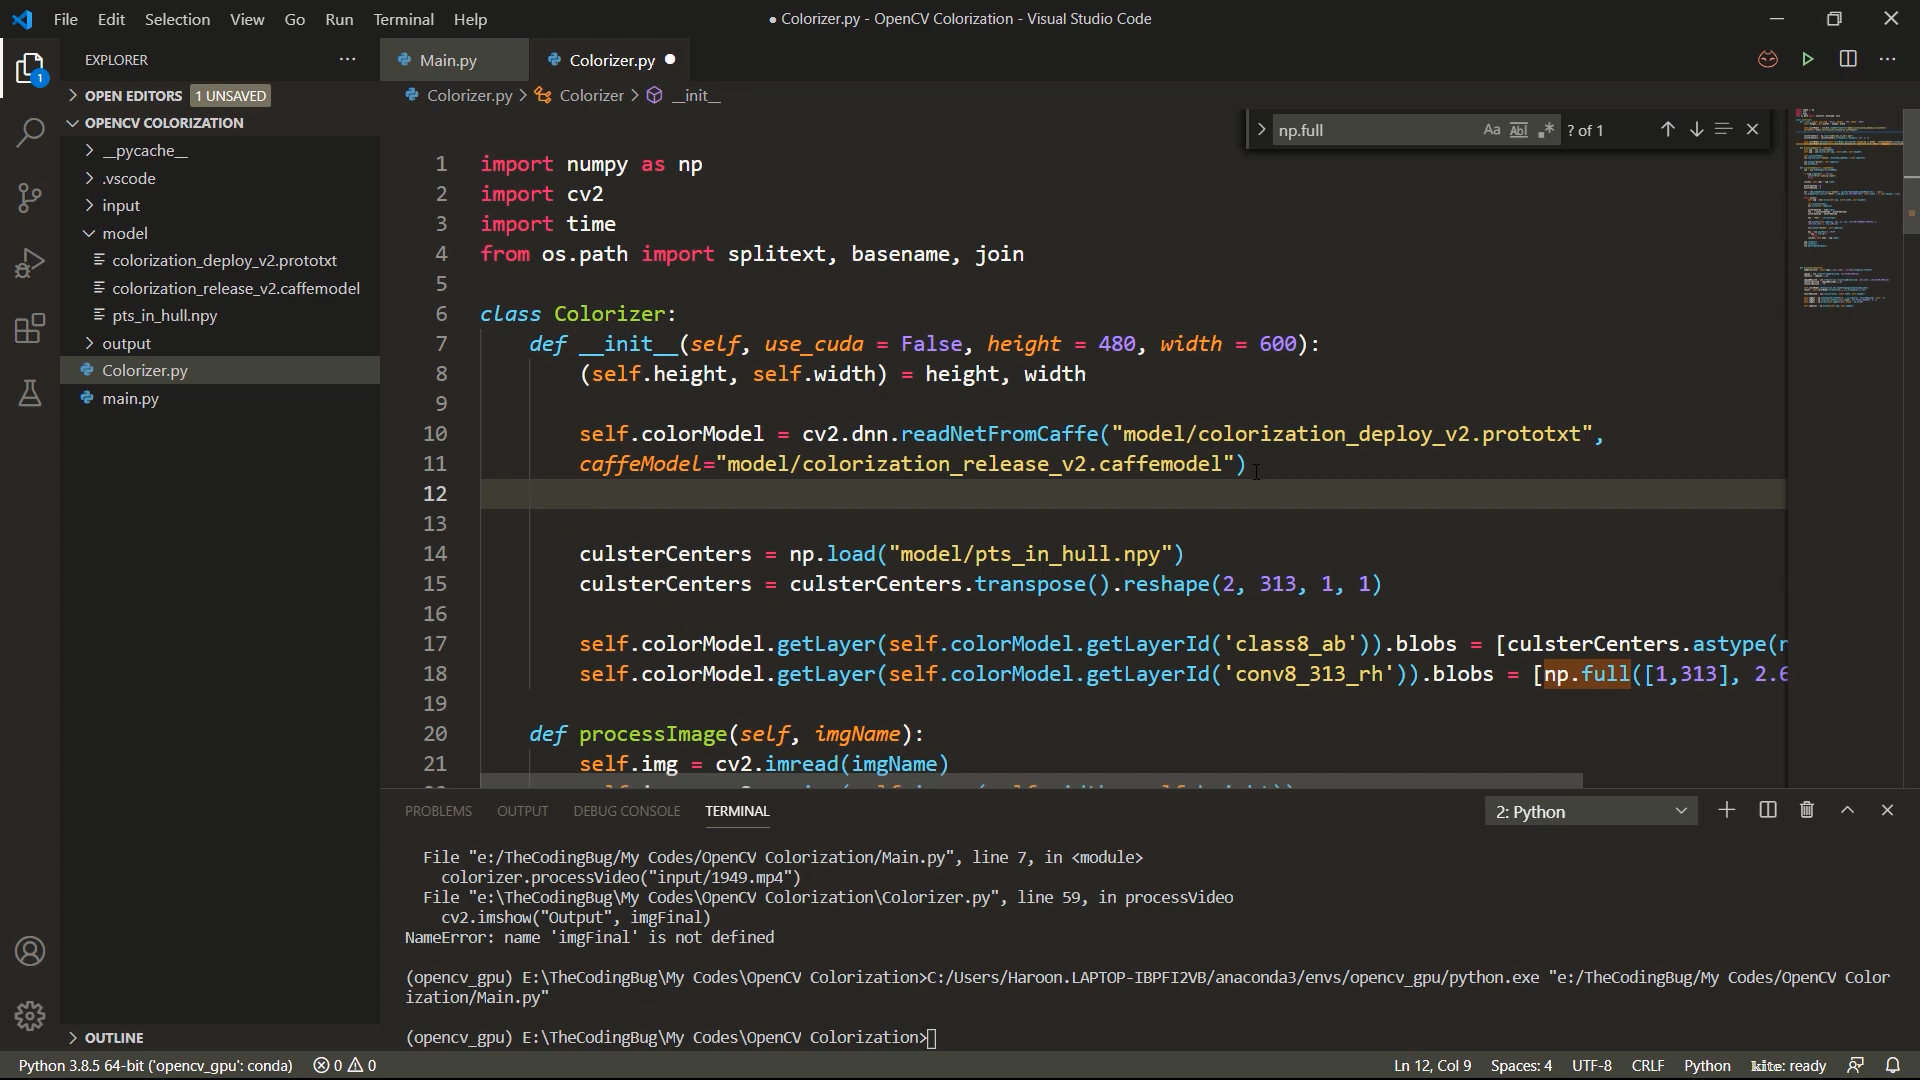 File Edit Selection View Go Run Terminal Help
● Colorizer.py - OpenCV Colorization - Visual Studio Code
EXPLORER
OPEN EDITORS 1 UNSAVED
OPENCV COLORIZATION
__pycache__
.vscode
input
model
colorization_deploy_v2.prototxt
colorization_release_v2.caffemodel
pts_in_hull.npy
output
Colorizer.py
main.py
OUTLINE
1
Main.py
Colorizer.py
Colorizer.py > Colorizer > __init__
np.full Aa Abl .* ? of 1
1 import numpy as np
2 import cv2
3 import time
4 from os.path import splitext, basename, join
5
6 class Colorizer:
7 def __init__(self, use_cuda = False, height = 480, width = 600):
8 (self.height, self.width) = height, width
9
10 self.colorModel = cv2.dnn.readNetFromCaffe("model/colorization_deploy_v2.prototxt",
11 caffeModel="model/colorization_release_v2.caffemodel")
12
13
14 culsterCenters = np.load("model/pts_in_hull.npy")
15 culsterCenters = culsterCenters.transpose().reshape(2, 313, 1, 1)
16
17 self.colorModel.getLayer(self.colorModel.getLayerId('class8_ab')).blobs = [culsterCenters.astype(
18 self.colorModel.getLayer(self.colorModel.getLayerId('conv8_313_rh')).blobs = [np.full([1,313], 2.6
19
20 def processImage(self, imgName):
21 self.img = cv2.imread(imgName)
PROBLEMS OUTPUT DEBUG CONSOLE TERMINAL
2: Python
File "e:/TheCodingBug/My Codes/OpenCV Colorization/Main.py", line 7, in <module>
colorizer.processVideo("input/1949.mp4")
File "e:\TheCodingBug\My Codes\OpenCV Colorization\Colorizer.py", line 59, in processVideo
cv2.imshow("Output", imgFinal)
NameError: name 'imgFinal' is not defined
(opencv_gpu) E:\TheCodingBug\My Codes\OpenCV Colorization>C:/Users/Haroon.LAPTOP-IBPFI2VB/anaconda3/envs/opencv_gpu/python.exe "e:/TheCodingBug/My Codes/OpenCV Color
ization/Main.py"
(opencv_gpu) E:\TheCodingBug\My Codes\OpenCV Colorization>
Python 3.8.5 64-bit ('opencv_gpu': conda) 0 0
Ln 12, Col 9 Spaces: 4 UTF-8 CRLF Python kite: ready